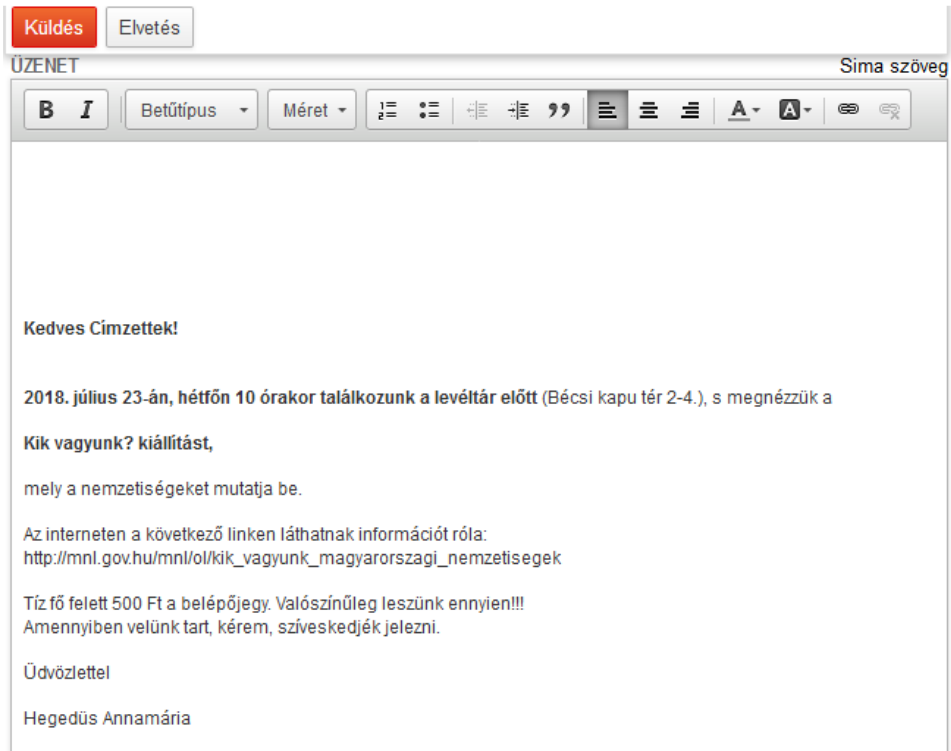 Küldés Elvetés
ÜZENET Sima szöveg
B I Betűtípus Méret A A
Kedves Címzettek!
2018. július 23-án, hétfőn 10 órakor találkozunk a levéltár előtt (Bécsi kapu tér 2-4.), s megnézzük a
Kik vagyunk? kiállítást,
mely a nemzetiségeket mutatja be.
Az interneten a következő linken láthatnak információt róla:
http://mnl.gov.hu/mnl/ol/kik_vagyunk_magyarorszagi_nemzetisegek
Tíz fő felett 500 Ft a belépőjegy. Valószínűleg leszünk ennyien!!!
Amennyiben velünk tart, kérem, szíveskedjék jelezni.
Üdvözlettel
Hegedüs Annamária